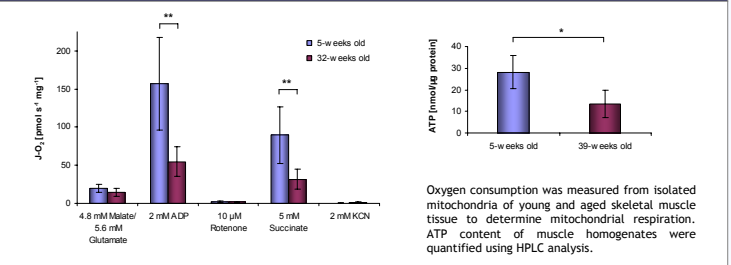 **
200
150
100
50
0
J-O₂ [pmol s⁻¹ mg⁻¹]
5-weeks old
32-weeks old
**
4.8 mM Malate/
5.6 mM
Glutamate
2 mM ADP
10 µM
Rotenone
5 mM
Succinate
2 mM KCN
*
40
30
20
10
0
ATP [nmol/µg protein]
5-weeks old
39-weeks old
Oxygen consumption was measured from isolated
mitochondria of young and aged skeletal muscle
tissue to determine mitochondrial respiration.
ATP content of muscle homogenates were
quantified using HPLC analysis.